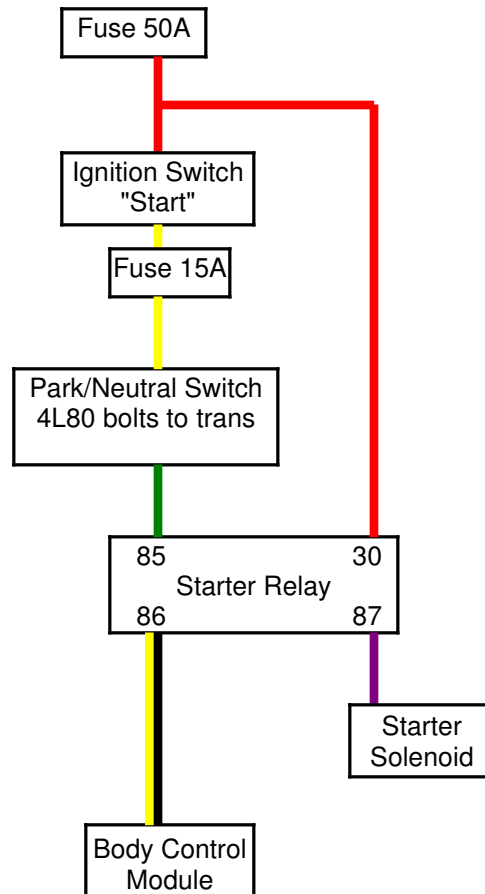 Fuse 50A
Ignition Switch
"Start"
Fuse 15A
Park/Neutral Switch
4L80 bolts to trans
85 30
Starter Relay
86 87
Starter
Solenoid
Body Control
Module